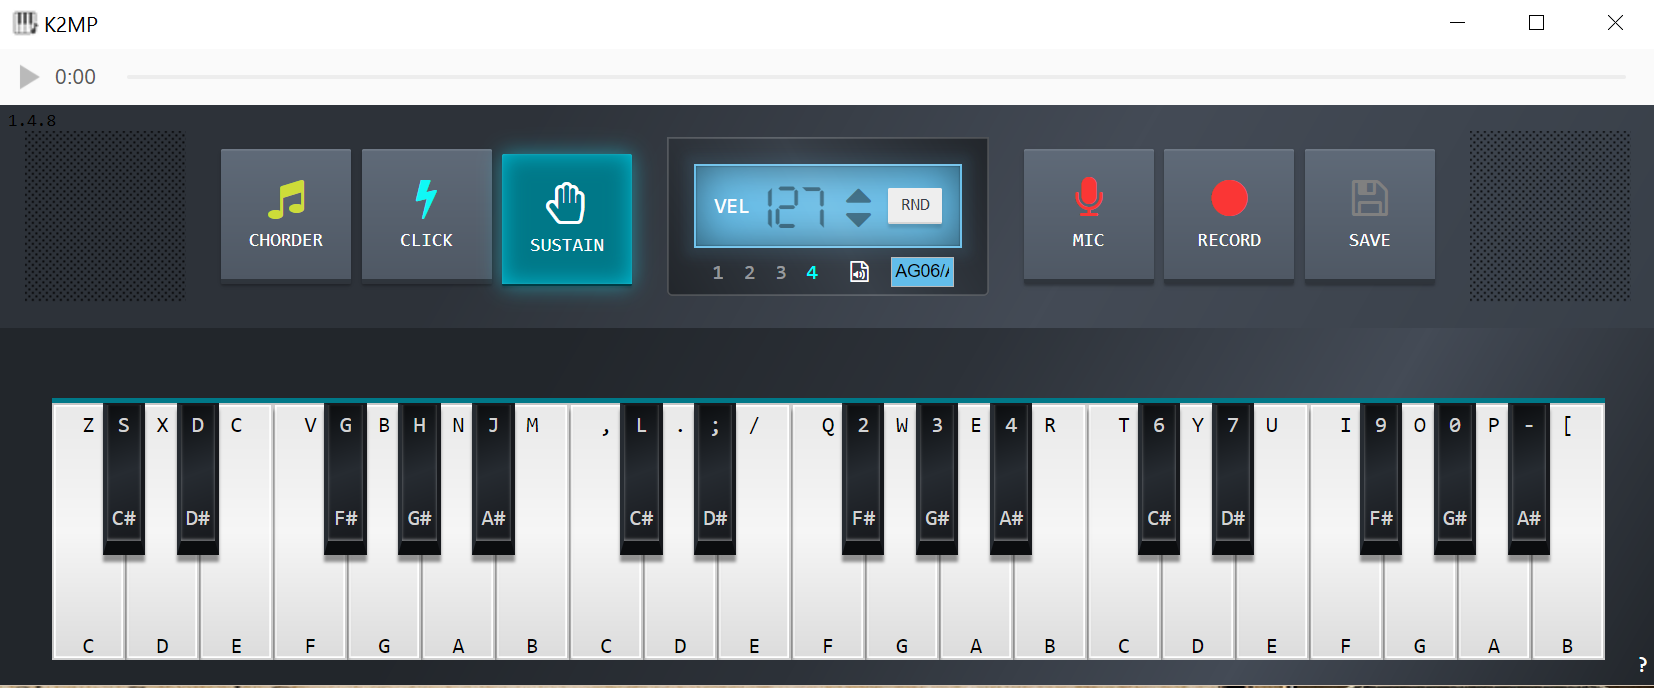 K2MP
0:00
1.4.8
CHORDER CLICK SUSTAIN VEL 127 RND MIC RECORD SAVE
1 2 3 4 AG06/
Z S X D C V G B H N J M , L . ; / Q 2 W 3 E 4 R T 6 Y 7 U I 9 O 0 P - [
C# D# F# G# A# C# D# F# G# A# C# D# F# G# A#
C D E F G A B C D E F G A B C D E F G A B
?